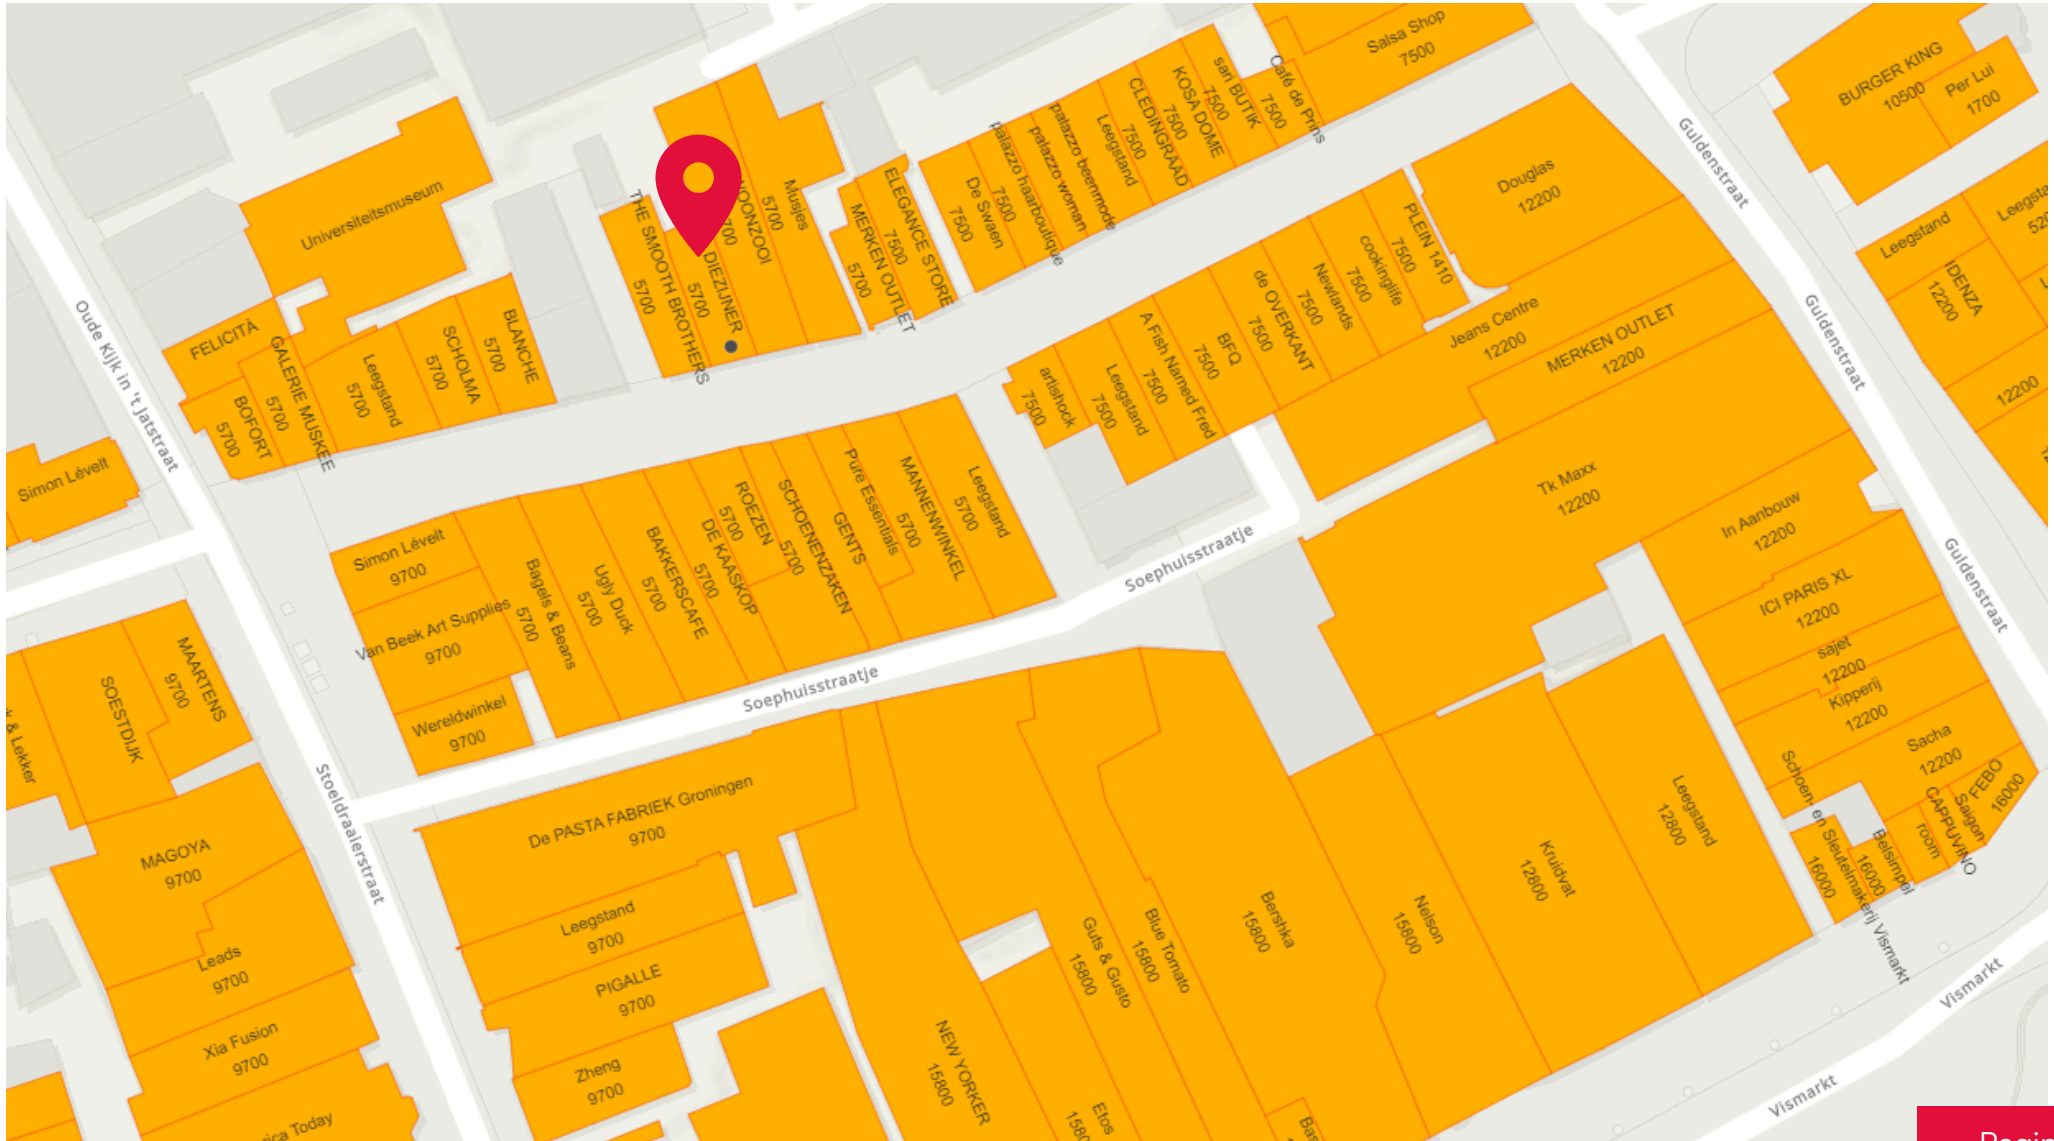 Salsa Shop
7500
BURGER KING
10500
Per Lui
1700
Café de Prins
7500
sari BUTIK
7500
KOSA DOME
7500
CLEDINGRAAD
7500
Leegstand
palazzo beenmode
palazzo woman
palazzo haarboutique
7500
De Swaen
7500
ELEGANCE STORE
7500
MERKEN OUTLET
5700
Musjes
5700
DIEZIJNER
5700
THE SMOOTH BROTHERS
5700
Universiteitsmuseum
Guldenstraat
Douglas
12200
PLEIN 1410
7500
cookinglife
7500
Newlands
7500
de OVERKANT
7500
BFQ
7500
A Fish Named Fred
7500
Leegstand
7500
artishock
7500
Jeans Centre
12200
MERKEN OUTLET
12200
Leegstand
IDENZA
12200
12200
Guldenstraat
Oude Kijk in 't Jatstraat
FELICITÀ
GALERIE MUSKEE
5700
BOFORT
5700
Leegstand
5700
SCHOLMA
5700
BLANCHE
5700
Simon Lévelt
Simon Lévelt
9700
Van Beek Art Supplies
9700
Wereldwinkel
9700
Bagels & Beans
5700
Ugly Duck
5700
BAKKERSCAFE
5700
DE KAASKOP
5700
ROEZEN
5700
SCHOENENZAKEN
5700
GENTS
Pure Essentials
MANNENWINKEL
5700
Leegstand
5700
Soephuisstraatje
Soephuisstraatje
Tk Maxx
12200
In Aanbouw
12200
ICI PARIS XL
12200
sajet
12200
Kipperij
12200
Sacha
12200
FEBO
16000
Saigon
CAPPUVINO
room
Belsimpel
16000
Schoen- en Sleutelmakerij Vismarkt
16000
Guldenstraat
MAARTENS
9700
SOESTDIJK
& Lekker
MAGOYA
9700
Leads
9700
Xia Fusion
9700
Stoeldraaierstraat
De PASTA FABRIEK Groningen
9700
Leegstand
9700
PIGALLE
9700
Zheng
9700
NEW YORKER
15800
Etos
Guts & Gusto
15800
Blue Tomato
15800
Bershka
15800
Nelson
15800
Kruidvat
12800
Leegstand
12800
Vismarkt
Vismarkt
Today